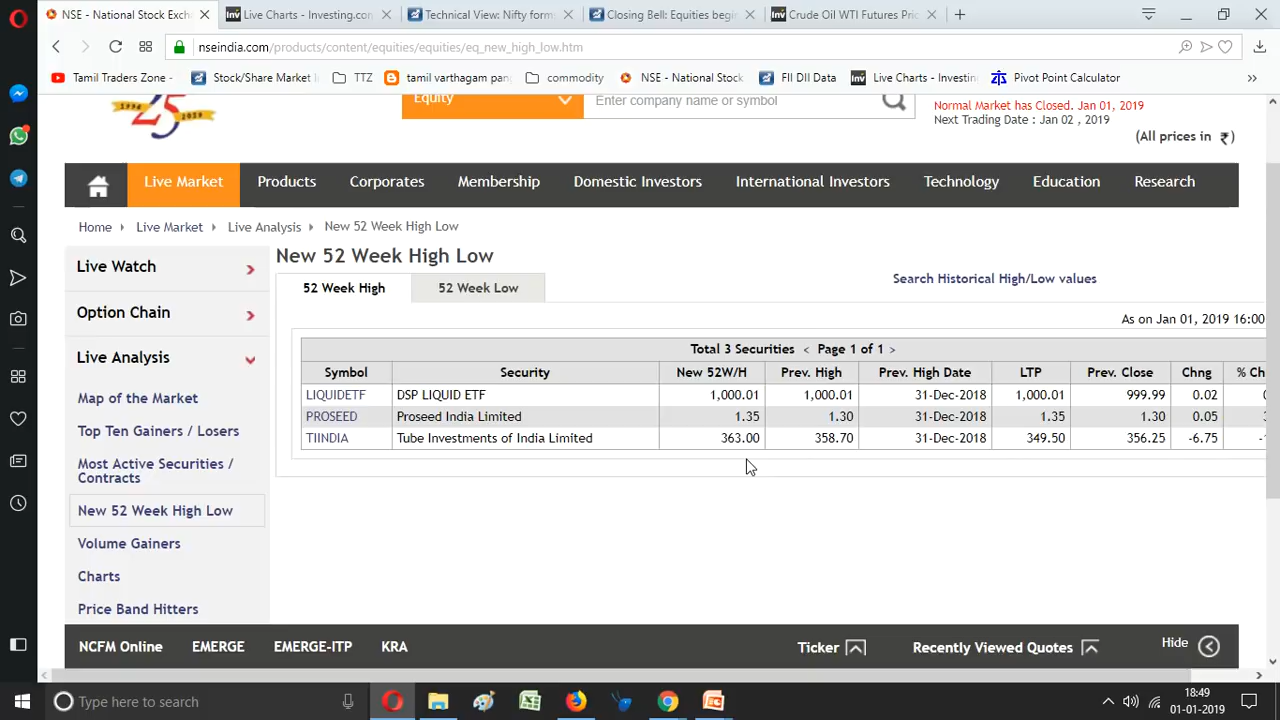 NSE - National Stock Exch
Live Charts - Investing.con
Technical View: Nifty form
Closing Bell: Equities begi
Crude Oil WTI Futures Pric
nseindia.com/products/content/equities/equities/eq_new_high_low.htm
Tamil Traders Zone -
Stock/Share Market
TTZ
tamil varthagam pan
commodity
NSE - National Stock
FII DII Data
Live Charts - Investin
Pivot Point Calculator
1994 25 2019
Equity
Enter company name or symbol
Normal Market has Closed. Jan 01, 2019
Next Trading Date : Jan 02 , 2019
(All prices in ₹)
Live Market
Products
Corporates
Membership
Domestic Investors
International Investors
Technology
Education
Research
Home
Live Market
Live Analysis
New 52 Week High Low
Live Watch
Option Chain
Live Analysis
Map of the Market
Top Ten Gainers / Losers
Most Active Securities /
Contracts
New 52 Week High Low
Volume Gainers
Charts
Price Band Hitters
New 52 Week High Low
52 Week High
52 Week Low
Search Historical High/Low values
As on Jan 01, 2019 16:00
Total 3 Securities < Page 1 of 1 >
Symbol Security New 52W/H Prev. High Prev. High Date LTP Prev. Close Chng % Ch
LIQUIDETF DSP LIQUID ETF 1,000.01 1,000.01 31-Dec-2018 1,000.01 999.99 0.02
PROSEED Proseed India Limited 1.35 1.30 31-Dec-2018 1.35 1.30 0.05
TIINDIA Tube Investments of India Limited 363.00 358.70 31-Dec-2018 349.50 356.25 -6.75
NCFM Online
EMERGE
EMERGE-ITP
KRA
Ticker
Recently Viewed Quotes
Hide
Type here to search
18:49
01-01-2019